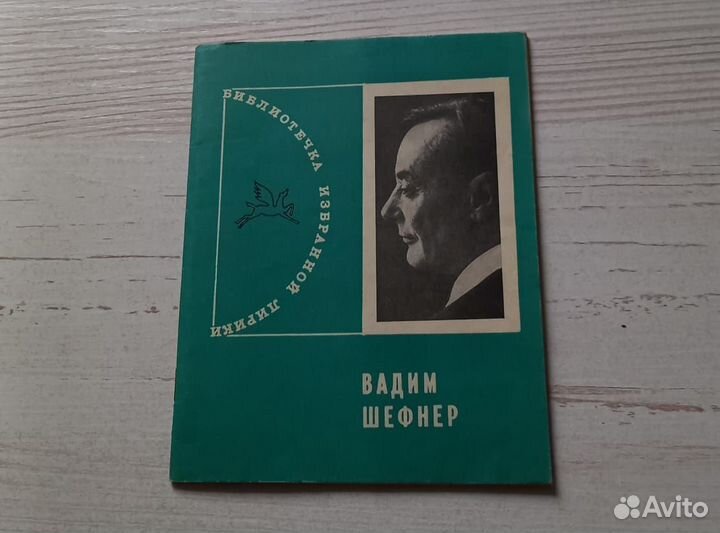 БИБЛИОТЕЧКА ИЗБРАННОЙ ЛИРИКИ
ВАДИМ
ШЕФНЕР
Avito